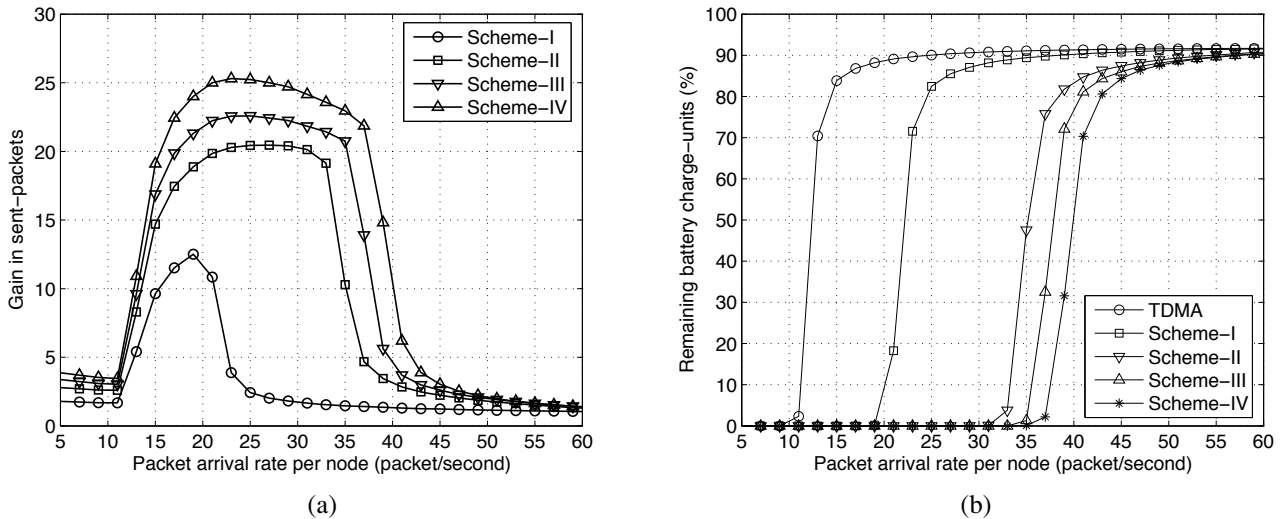 30
25
20
15
10
5
0
Gain in sent−packets
Scheme−I
Scheme−II
Scheme−III
Scheme−IV
5 10 15 20 25 30 35 40 45 50 55 60
Packet arrival rate per node (packet/second)
(a)
100
90
80
70
60
50
40
30
20
10
0
Remaining battery charge−units (%)
TDMA
Scheme−I
Scheme−II
Scheme−III
Scheme−IV
5 10 15 20 25 30 35 40 45 50 55 60
Packet arrival rate per node (packet/second)
(b)